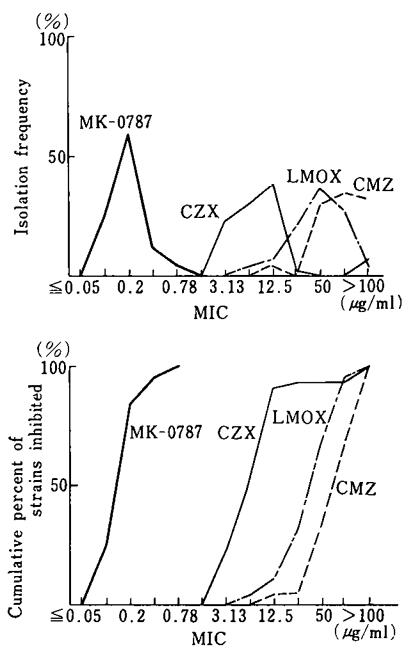 (%)
100
50
Isolation frequency
MK-0787
CZX
LMOX
CMZ
≦0.05 0.2 0.78 3.13 12.5 50 >100
(μg/ml)
MIC
(%)
100
50
Cumulative percent of
strains inhibited
MK-0787
CZX
LMOX
CMZ
≦0.05 0.2 0.78 3.13 12.5 50 >100
(μg/ml)
MIC